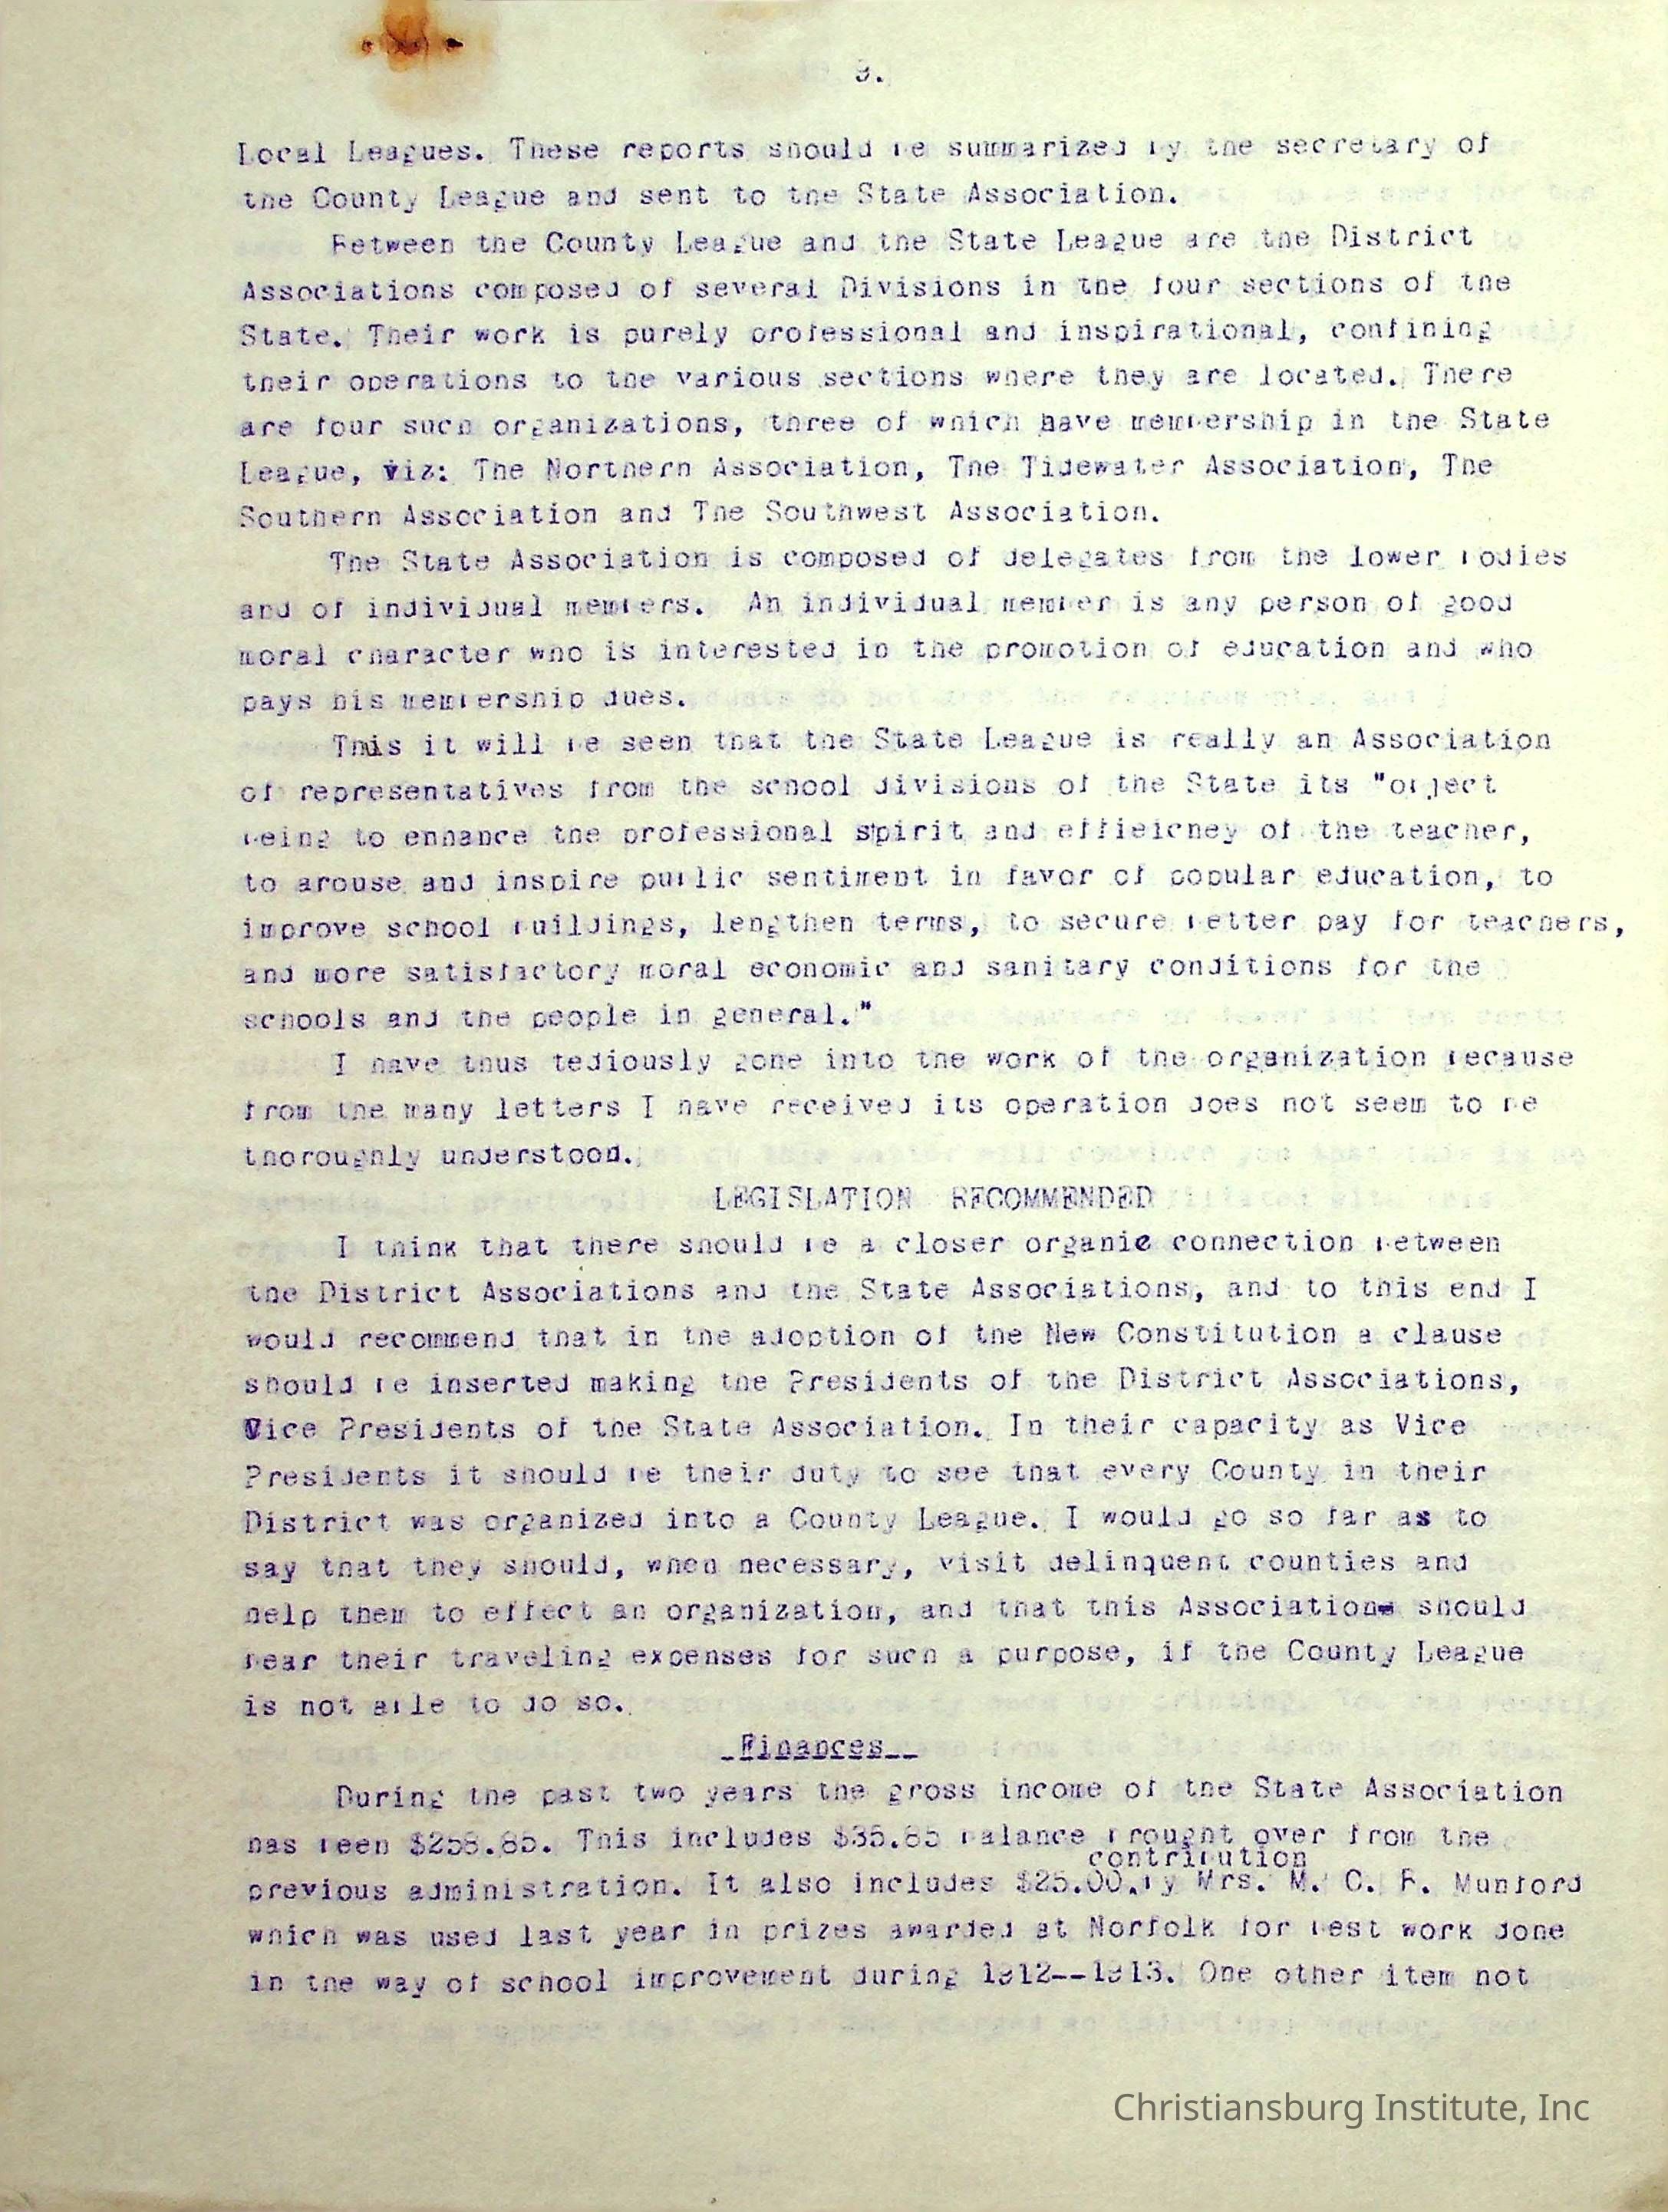 3.
Local Leagues. These reports should be summarized by the secretary of
the County League and sent to the State Association.
Between the County League and the State League are the District
Associations composed of several Divisions in the four sections of the
State. Their work is purely professional and inspirational, confining
their operations to the various sections where they are located. There
are four such organizations, three of which have membership in the State
League, viz: The Northern Association, The Tidewater Association, The
Southern Association and The Southwest Association.
The State Association is composed of delegates from the lower bodies
and of individual members. An individual member is any person of good
moral character who is interested in the promotion of education and who
pays his membership dues.
This it will be seen that the State League is really an Association
of representatives from the school divisions of the State its "object
being to enhance the professional spirit and effieicney of the teacher,
to arouse and inspire public sentiment in favor of popular education, to
improve school buildings, lengthen terms, to secure better pay for teachers,
and more satisfactory moral economic and sanitary conditions for the
schools and the people in general."
I have thus tediously gone into the work of the organization because
from the many letters I have received its operation does not seem to be
thoroughly understood.
LEGISLATION RECOMMENDED
I think that there should be a closer organic connection between
the District Associations and the State Associations, and to this end I
would recommend that in the adoption of the New Constitution a clause
should be inserted making the Presidents of the District Associations,
Vice Presidents of the State Association. In their capacity as Vice
Presidents it should be their duty to see that every County in their
District was organized into a County League. I would go so far as to
say that they should, when necessary, visit delinquent counties and
help them to effect an organization, and that this Association should
bear their traveling expenses for such a purpose, if the County League
is not able to do so.
Finances
During the past two years the gross income of the State Association
has been $258.85. This includes $35.85 balance brought over from the
contribution
previous administration. It also includes $25.00 by Mrs. M. C. B. Munford
which was used last year in prizes awarded at Norfolk for best work done
in the way of school improvement during 1912--1913. One other item not
Christiansburg Institute, Inc